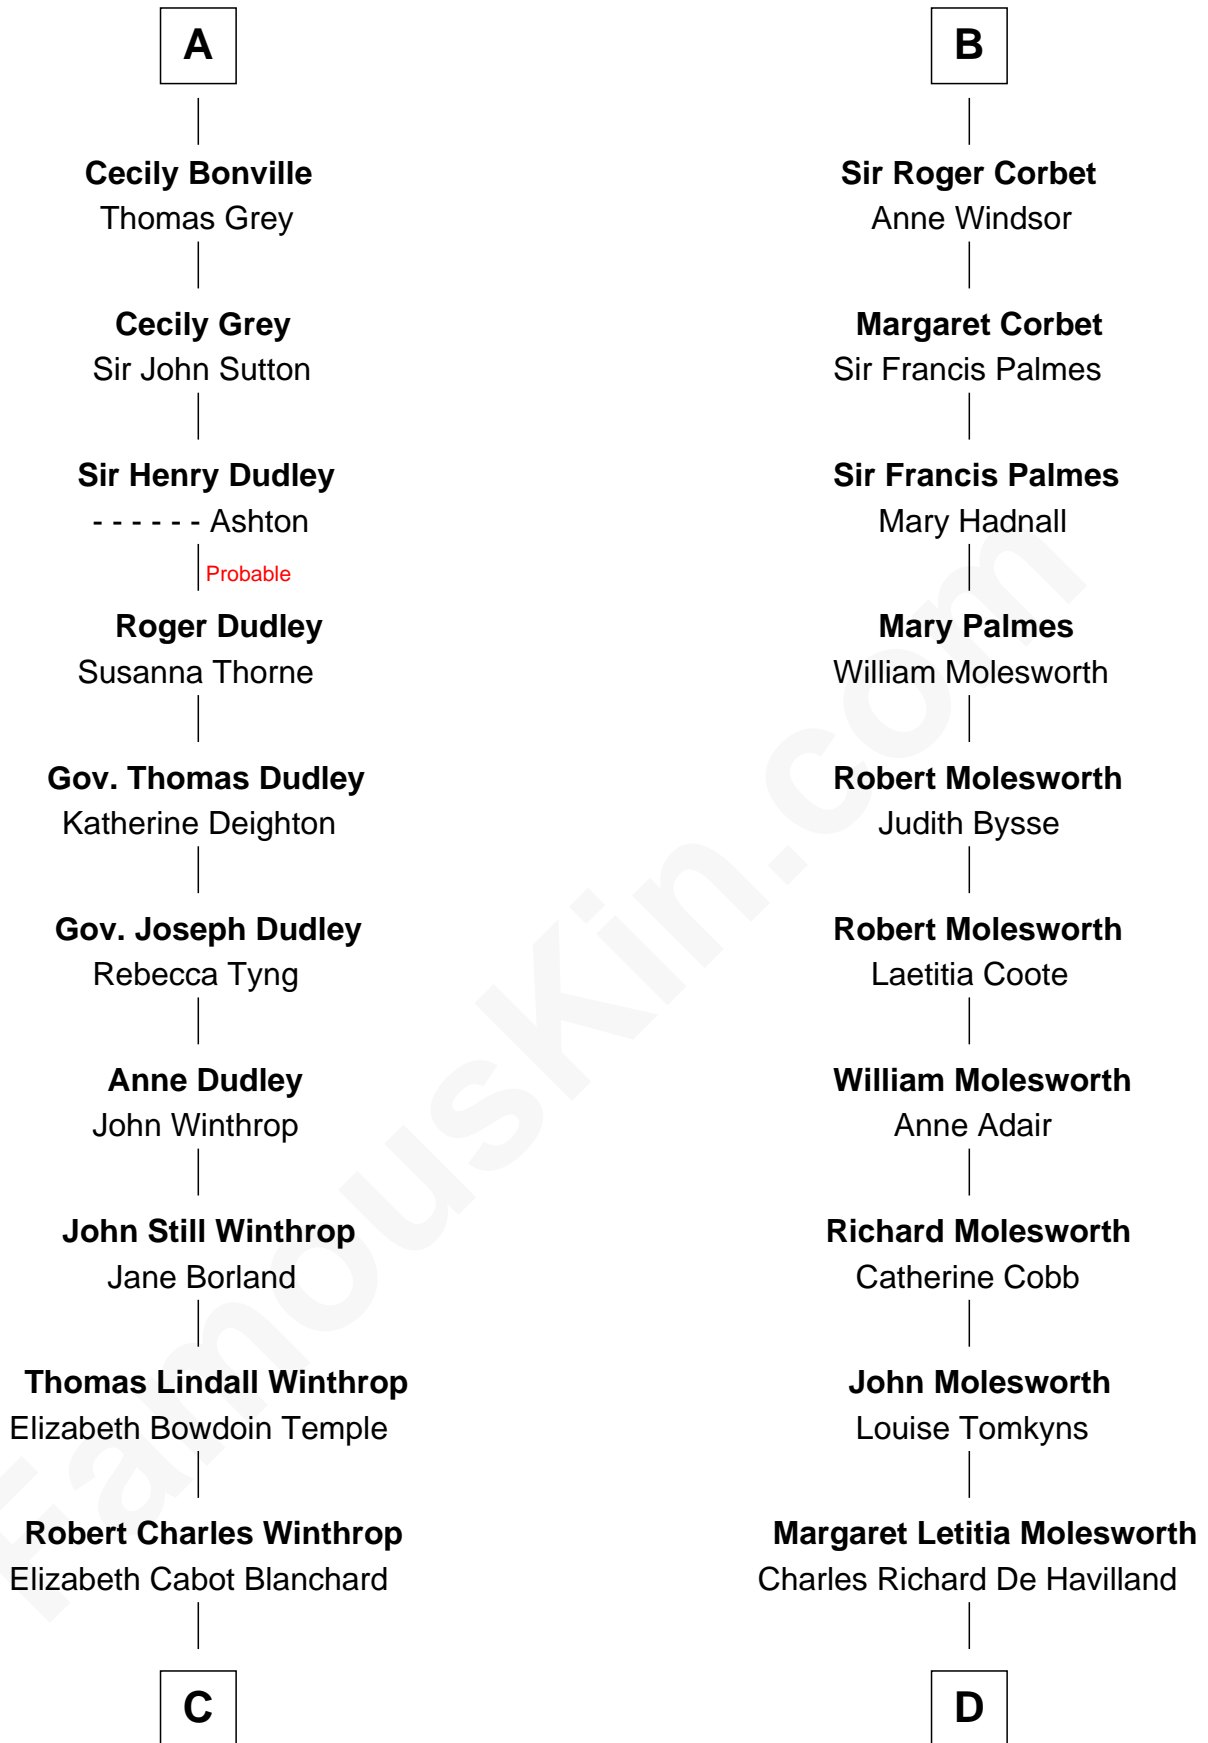 A
Cecily Bonville
Thomas Grey
Cecily Grey
Sir John Sutton
Sir Henry Dudley
- - - - - - Ashton
Probable
Roger Dudley
Susanna Thorne
Gov. Thomas Dudley
Katherine Deighton
Gov. Joseph Dudley
Rebecca Tyng
Anne Dudley
John Winthrop
John Still Winthrop
Jane Borland
Thomas Lindall Winthrop
Elizabeth Bowdoin Temple
Robert Charles Winthrop
Elizabeth Cabot Blanchard
C
B
Sir Roger Corbet
Anne Windsor
Margaret Corbet
Sir Francis Palmes
Sir Francis Palmes
Mary Hadnall
Mary Palmes
William Molesworth
Robert Molesworth
Judith Bysse
Robert Molesworth
Laetitia Coote
William Molesworth
Anne Adair
Richard Molesworth
Catherine Cobb
John Molesworth
Louise Tomkyns
Margaret Letitia Molesworth
Charles Richard De Havilland
D
FamousKin.com